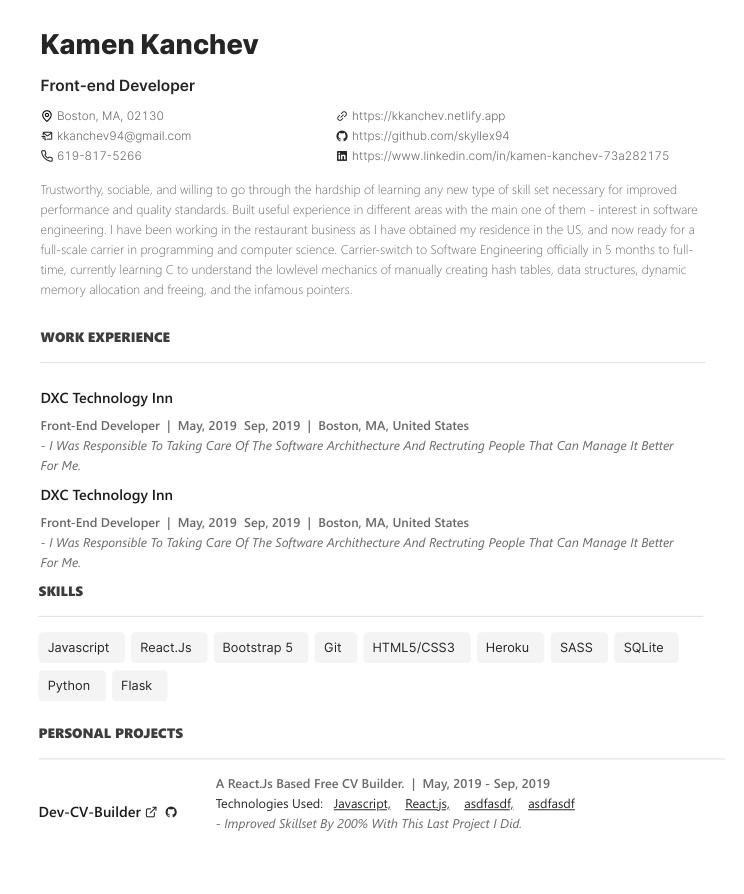 Kamen Kanchev
Front-end Developer
Boston, MA, 02130
https://kkanchev.netlify.app
kkanchev94@gmail.com
https://github.com/skyllex94
619-817-5266
https://www.linkedin.com/in/kamen-kanchev-73a282175
Trustworthy, sociable, and willing to go through the hardship of learning any new type of skill set necessary for improved
performance and quality standards. Built useful experience in different areas with the main one of them - interest in software
engineering. I have been working in the restaurant business as I have obtained my residence in the US, and now ready for a
full-scale carrier in programming and computer science. Carrier-switch to Software Engineering officially in 5 months to full-
time, currently learning C to understand the lowlevel mechanics of manually creating hash tables, data structures, dynamic
memory allocation and freeing, and the infamous pointers.
WORK EXPERIENCE
DXC Technology Inn
Front-End Developer | May, 2019 Sep, 2019 | Boston, MA, United States
- I Was Responsible To Taking Care Of The Software Archithecture And Rectruting People That Can Manage It Better
For Me.
DXC Technology Inn
Front-End Developer | May, 2019 Sep, 2019 | Boston, MA, United States
- I Was Responsible To Taking Care Of The Software Archithecture And Rectruting People That Can Manage It Better
For Me.
SKILLS
Javascript React.Js Bootstrap 5 Git HTML5/CSS3 Heroku SASS SQLite
Python Flask
PERSONAL PROJECTS
A React.Js Based Free CV Builder. | May, 2019 - Sep, 2019
Technologies Used: Javascript, React.js, asdfasdf, asdfasdf
Dev-CV-Builder
- Improved Skillset By 200% With This Last Project I Did.